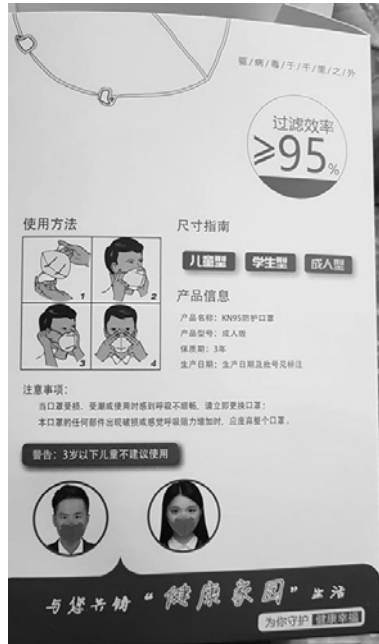 驱/病/毒/于/千/里/之/外
过滤效率
≥95%
使用方法
尺寸指南
1
2
3
4
儿童型 学生型 成人型
产品信息
产品名称：KN95防护口罩
产品型号：成人版
保质期：3年
生产日期：生产日期及批号见标注
注意事项：
当口罩受损、受潮或使用时感到呼吸不顺畅，请立即更换口罩；
本口罩的任何部件出现破损或感觉呼吸阻力增加时，应废弃整个口罩。
警告：3岁以下儿童不建议使用
与您共铸“健康家园”生活
为你守护 健康幸福